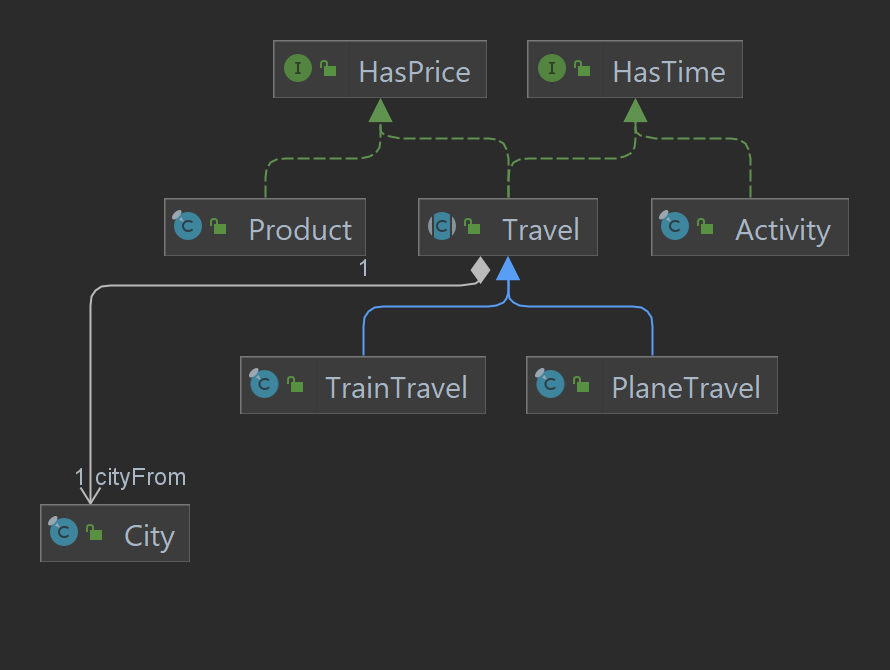 I HasPrice
I HasTime
C Product
C Travel
C Activity
1
C TrainTravel
C PlaneTravel
1 cityFrom
C City